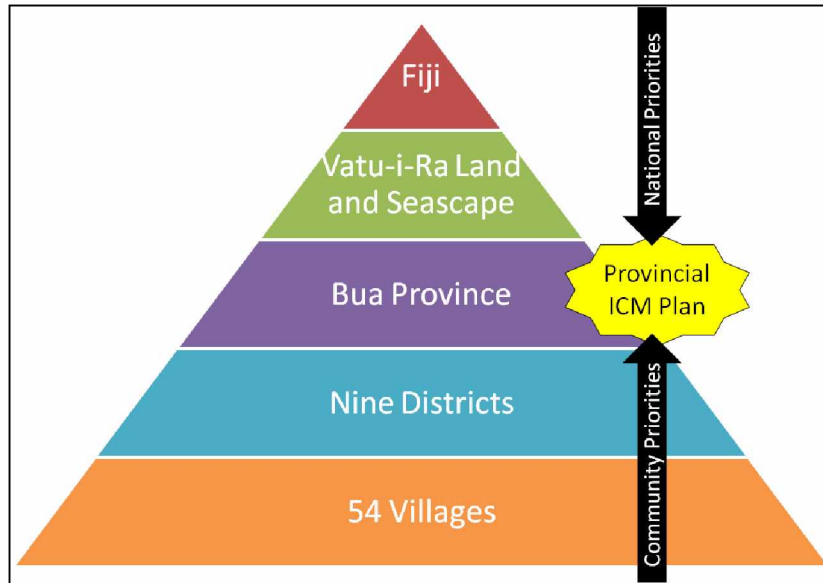 Fiji
National Priorities
Vatu-i-Ra Land
and Seascape
Bua Province
Provincial
ICM Plan
Nine Districts
Community Priorities
54 Villages